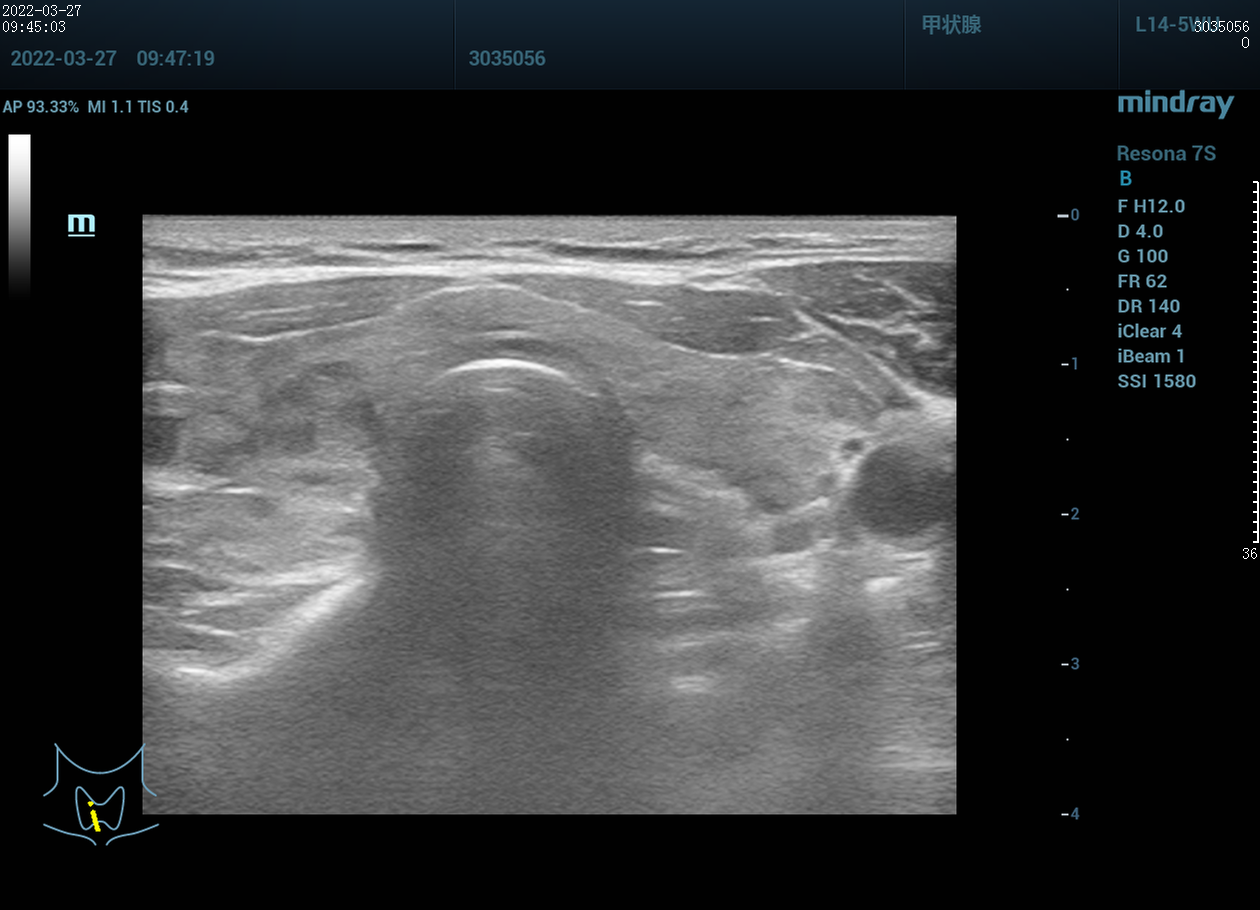 2022-03-27
09:45:03
甲状腺
3035056
0
2022-03-27 09:47:19
3035056
AP 93.33% MI 1.1 TIS 0.4
mindray
Resona 7S
B
F H12.0
D 4.0
G 100
FR 62
DR 140
iClear 4
iBeam 1
SSI 1580
m
0
1
2
3
4
36